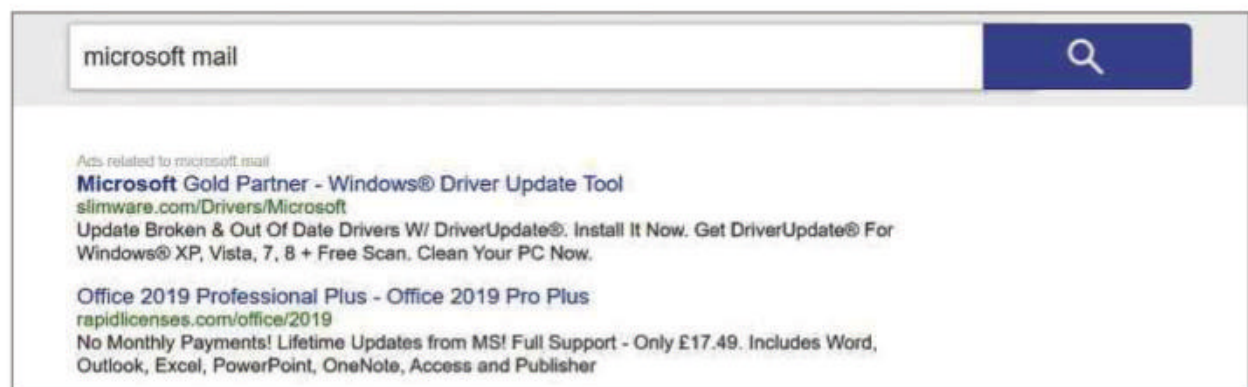 microsoft mail
Ads related to microsoft mail
Microsoft Gold Partner - Windows® Driver Update Tool
slimware.com/Drivers/Microsoft
Update Broken & Out Of Date Drivers W/ DriverUpdate®. Install It Now. Get DriverUpdate® For
Windows® XP, Vista, 7, 8 + Free Scan. Clean Your PC Now.
Office 2019 Professional Plus - Office 2019 Pro Plus
rapidlicenses.com/office/2019
No Monthly Payments! Lifetime Updates from MS! Full Support - Only £17.49. Includes Word,
Outlook, Excel, PowerPoint, OneNote, Access and Publisher